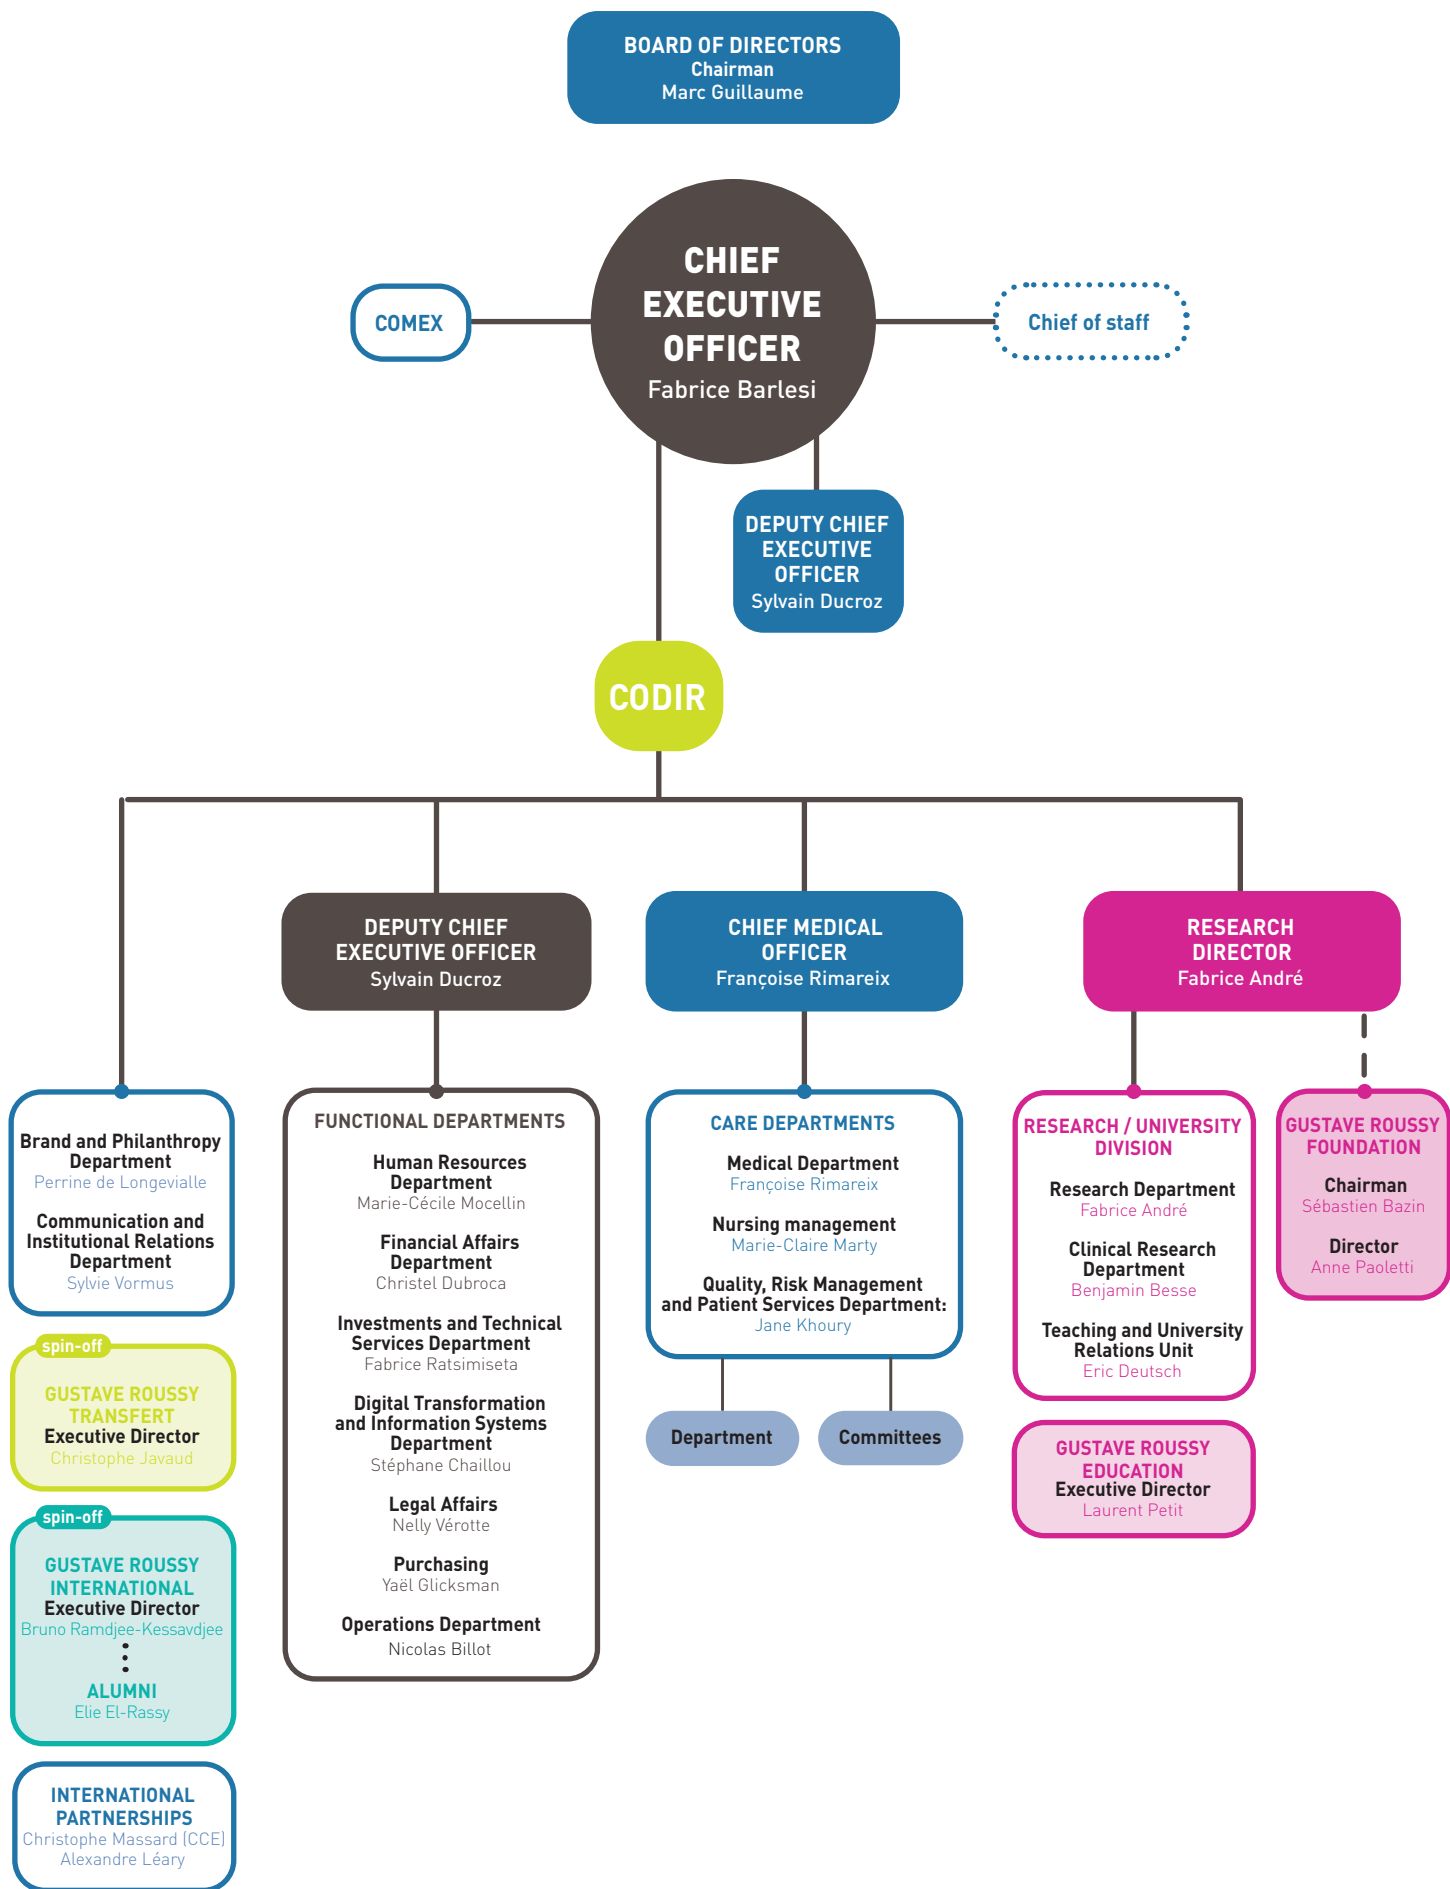 BOARD OF DIRECTORS
Chairman
Marc Guillaume
CHIEF
EXECUTIVE
OFFICER
Fabrice Barlesi
COMEX
Chief of staff
DEPUTY CHIEF
EXECUTIVE
OFFICER
Sylvain Ducroz
CODIR
DEPUTY CHIEF
EXECUTIVE OFFICER
Sylvain Ducroz
CHIEF MEDICAL
OFFICER
Françoise Rimareix
RESEARCH
DIRECTOR
Fabrice André
Brand and Philanthropy
Department
Perrine de Longevialle
Communication and
Institutional Relations
Department
Sylvie Vormus
spin-off
GUSTAVE ROUSSY
TRANSFERT
Executive Director
Christophe Javaud
spin-off
GUSTAVE ROUSSY
INTERNATIONAL
Executive Director
Bruno Ramdjee-Kessavdjee
ALUMNI
Elie El-Rassy
INTERNATIONAL
PARTNERSHIPS
Christophe Massard (CCE)
Alexandre Léary
FUNCTIONAL DEPARTMENTS
Human Resources
Department
Marie-Cécile Mocellin
Financial Affairs
Department
Christel Dubroca
Investments and Technical
Services Department
Fabrice Ratsimiseta
Digital Transformation
and Information Systems
Department
Stéphane Chaillou
Legal Affairs
Nelly Vérotte
Purchasing
Yaël Glicksman
Operations Department
Nicolas Billot
CARE DEPARTMENTS
Medical Department
Françoise Rimareix
Nursing management
Marie-Claire Marty
Quality, Risk Management
and Patient Services Department:
Jane Khoury
Department
Committees
RESEARCH / UNIVERSITY
DIVISION
Research Department
Fabrice André
Clinical Research
Department
Benjamin Besse
Teaching and University
Relations Unit
Eric Deutsch
GUSTAVE ROUSSY
EDUCATION
Executive Director
Laurent Petit
GUSTAVE ROUSSY
FOUNDATION
Chairman
Sébastien Bazin
Director
Anne Paoletti